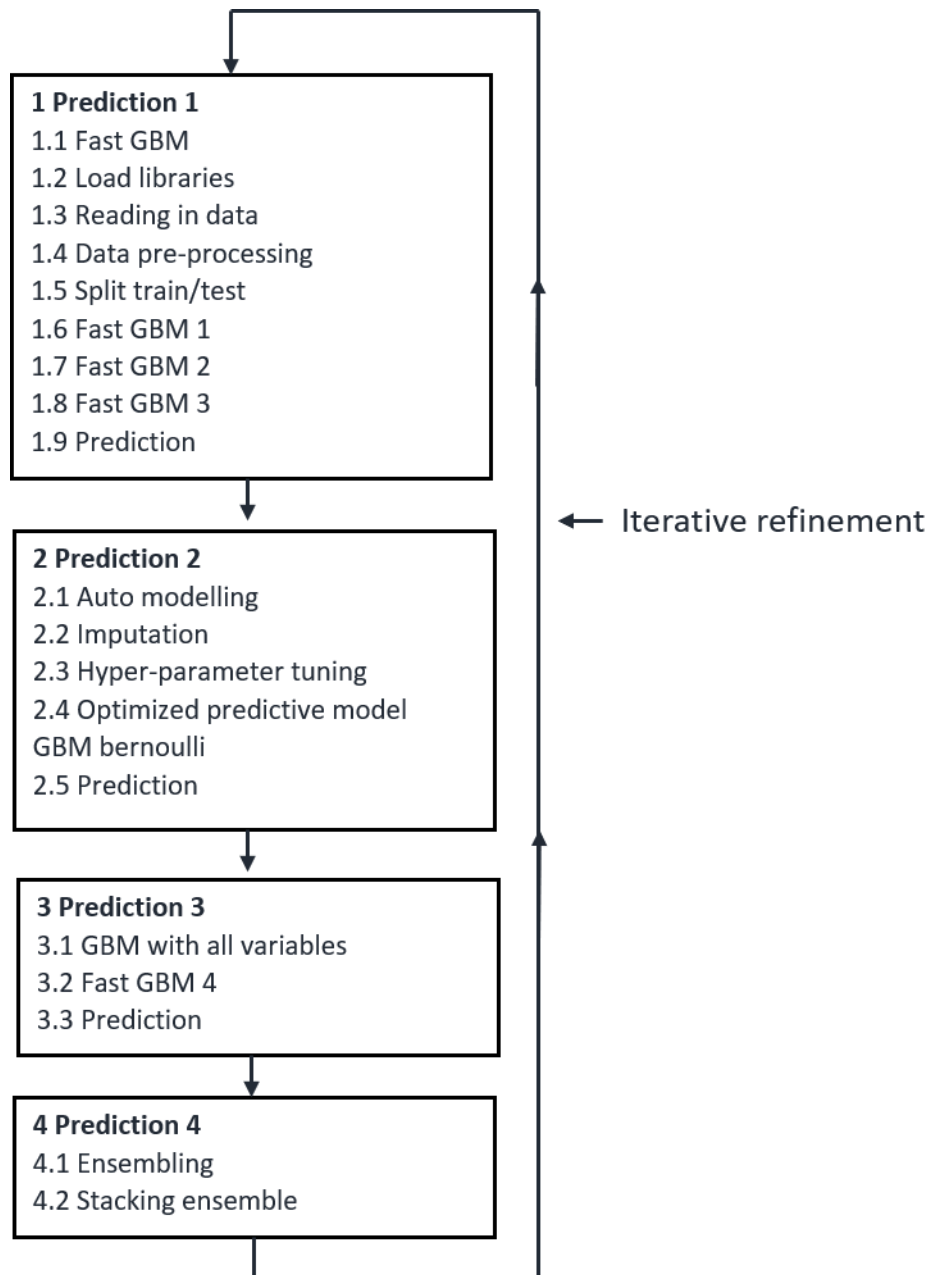 1 Prediction 1
1.1 Fast GBM
1.2 Load libraries
1.3 Reading in data
1.4 Data pre-processing
1.5 Split train/test
1.6 Fast GBM 1
1.7 Fast GBM 2
1.8 Fast GBM 3
1.9 Prediction
Iterative refinement
2 Prediction 2
2.1 Auto modelling
2.2 Imputation
2.3 Hyper-parameter tuning
2.4 Optimized predictive model
GBM bernoulli
2.5 Prediction
3 Prediction 3
3.1 GBM with all variables
3.2 Fast GBM 4
3.3 Prediction
4 Prediction 4
4.1 Ensembling
4.2 Stacking ensemble